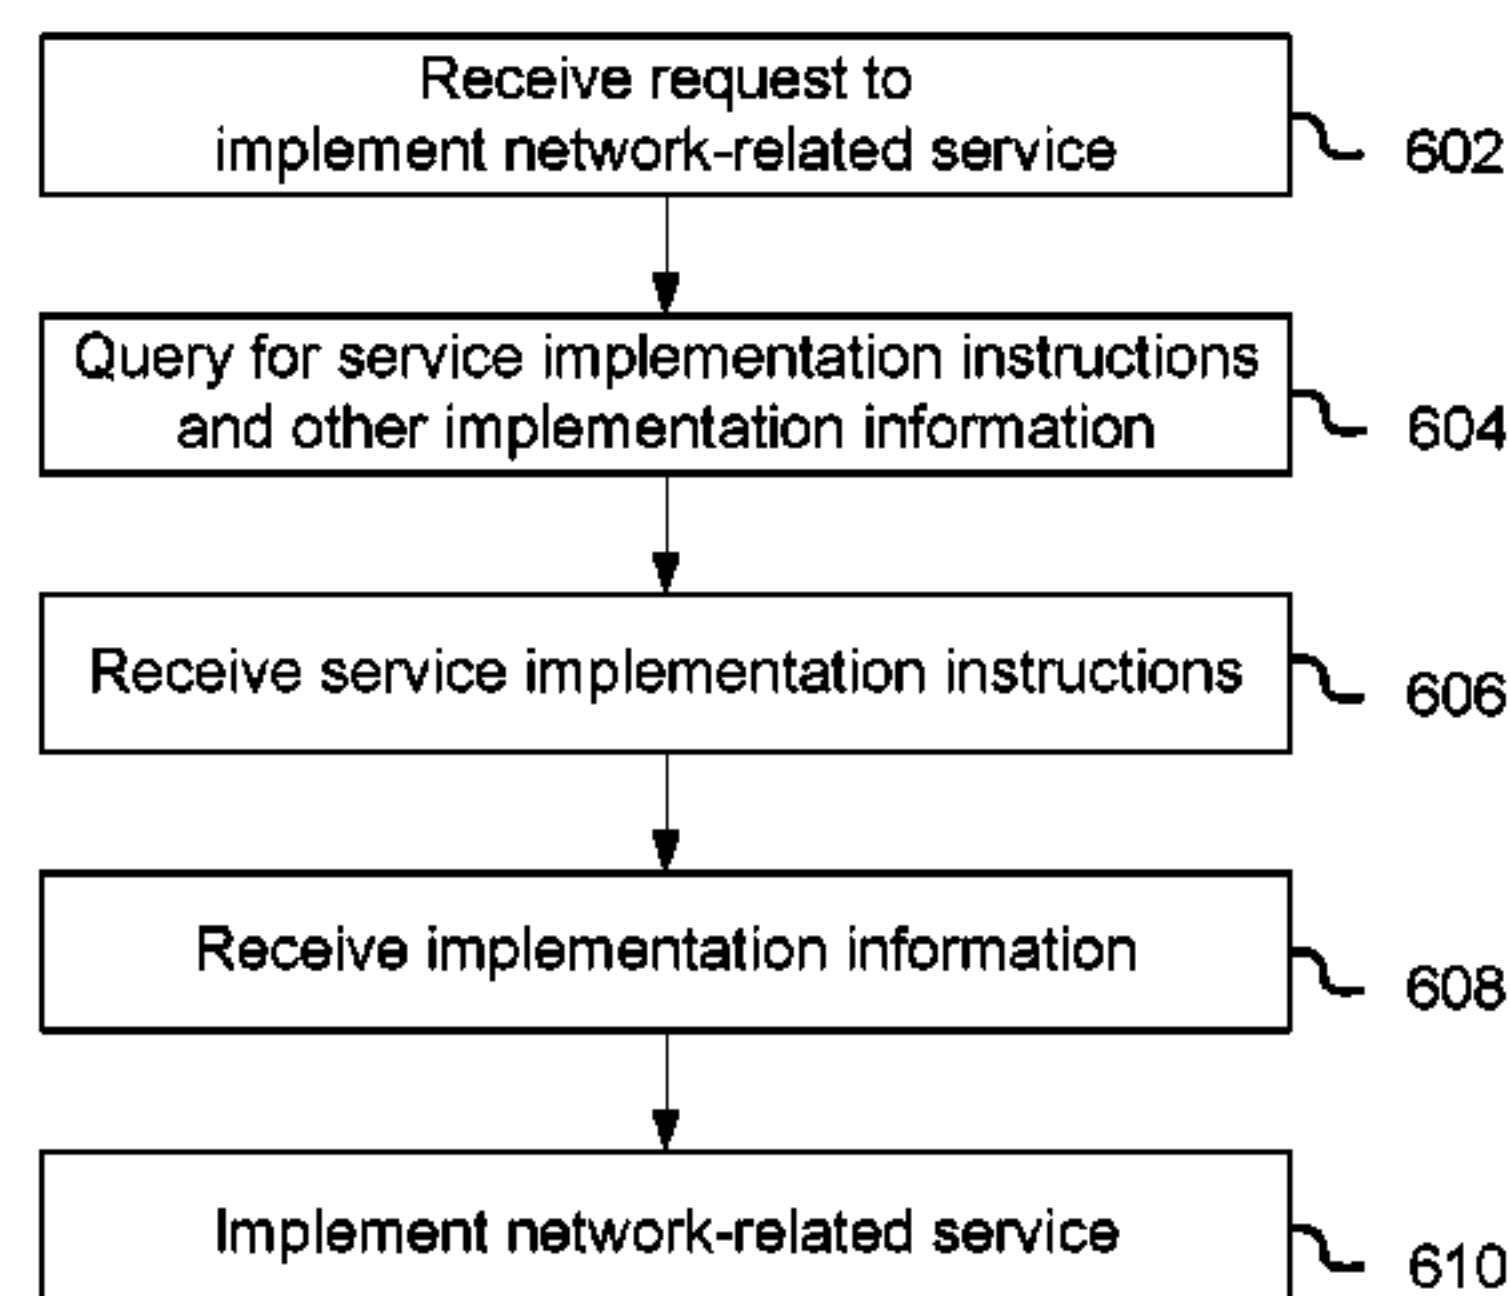 Receive request to
implement network-related service
602
Query for service implementation instructions
and other implementation information
604
Receive service implementation instructions
606
Receive implementation information
608
Implement network-related service
610